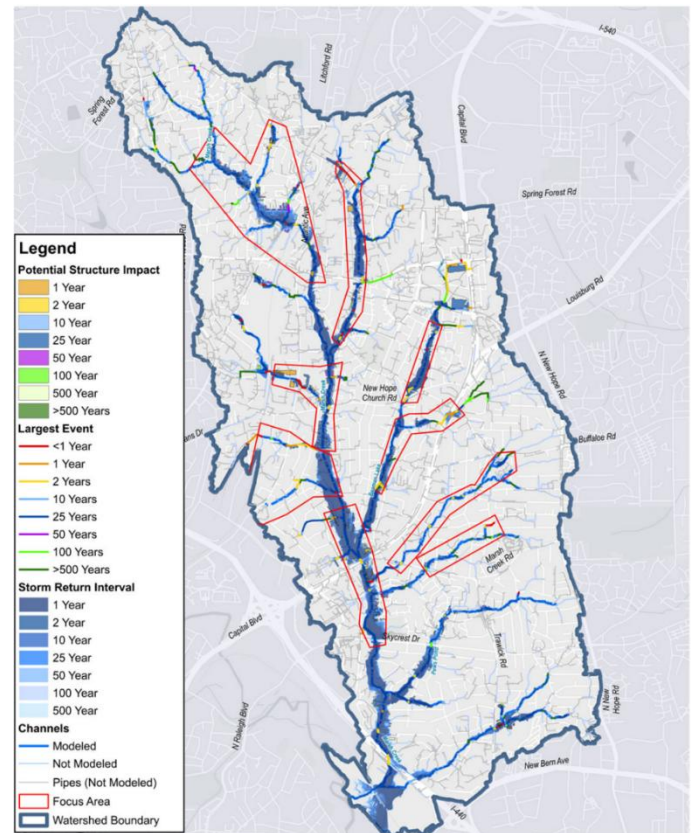 I-540
Litchford Rd
Capital Blvd
Spring
Forest Rd
Spring Forest Rd
Louisburg Rd
N New Hope Rd
New Hope
Church Rd
Buffaloe Rd
Marsh
Creek Rd
Skycrest Dr
Trawick Rd
Capital Blvd
N Raleigh Blvd
N New
Hope Rd
New Bern Ave
I-440
Legend
Potential Structure Impact
1 Year
2 Year
10 Year
25 Year
50 Year
100 Year
500 Year
>500 Years
Largest Event
<1 Year
1 Year
2 Years
10 Years
25 Years
50 Years
100 Years
>500 Years
Storm Return Interval
1 Year
2 Year
10 Year
25 Year
50 Year
100 Year
500 Year
Channels
Modeled
Not Modeled
Pipes (Not Modeled)
Focus Area
Watershed Boundary